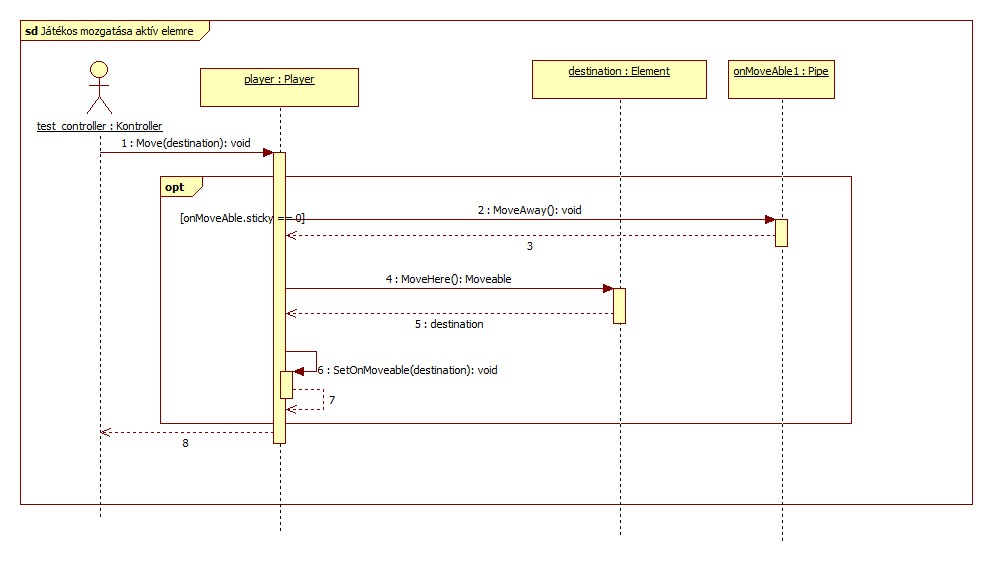 sd Játékos mozgatása aktív elemre
test_controller : Kontroller
player : Player
destination : Element
onMoveAble1 : Pipe
1 : Move(destination): void
opt
[onMoveAble.sticky == 0]
2 : MoveAway(): void
3
4 : MoveHere(): Moveable
5 : destination
6 : SetOnMoveable(destination): void
7
8